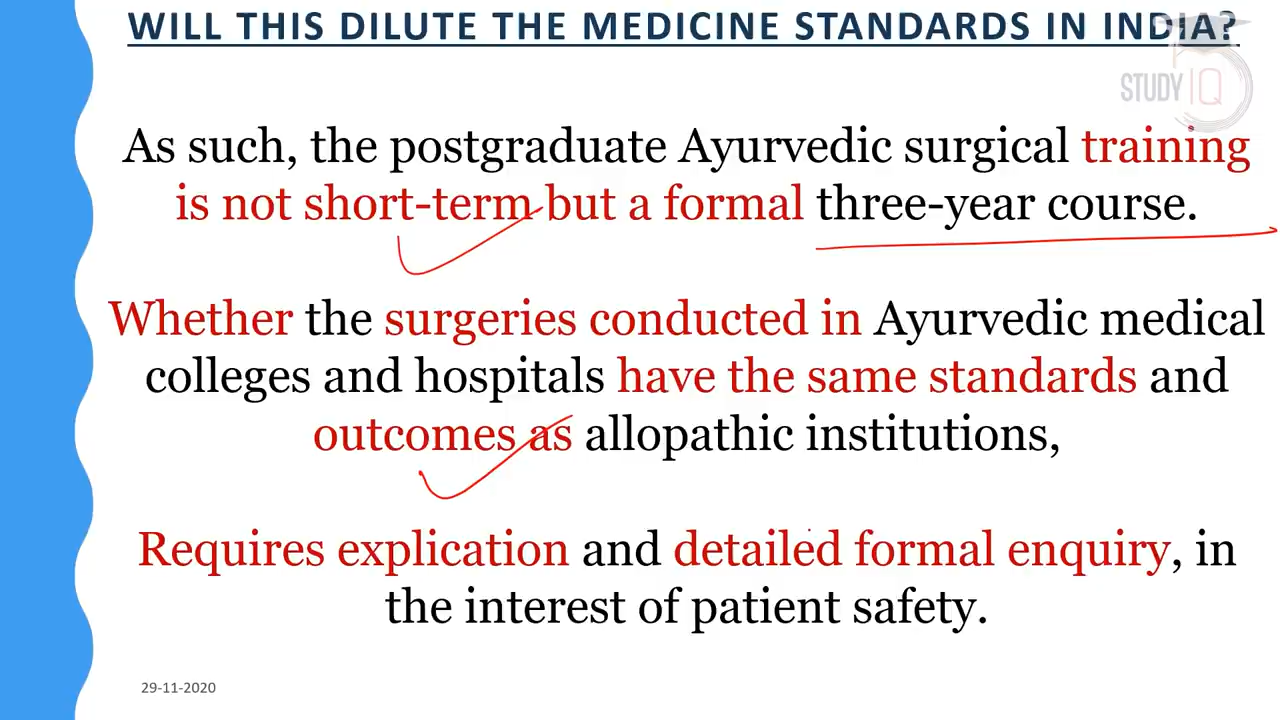 WILL THIS DILUTE THE MEDICINE STANDARDS IN INDIA?
STUDY IQ
As such, the postgraduate Ayurvedic surgical training
is not short-term but a formal three-year course.
Whether the surgeries conducted in Ayurvedic medical
colleges and hospitals have the same standards and
outcomes as allopathic institutions,
Requires explication and detailed formal enquiry, in
the interest of patient safety.
29-11-2020